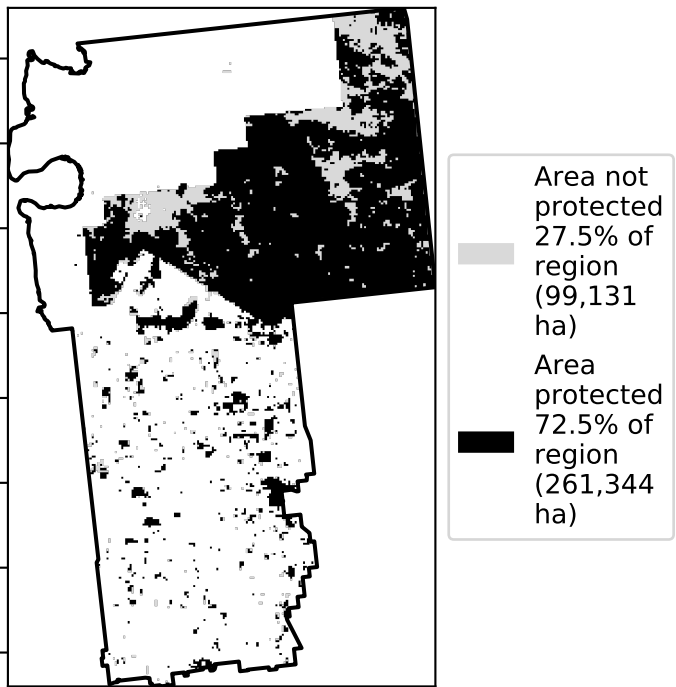 Area not
protected
27.5% of
region
(99,131
ha)
Area
protected
72.5% of
region
(261,344
ha)